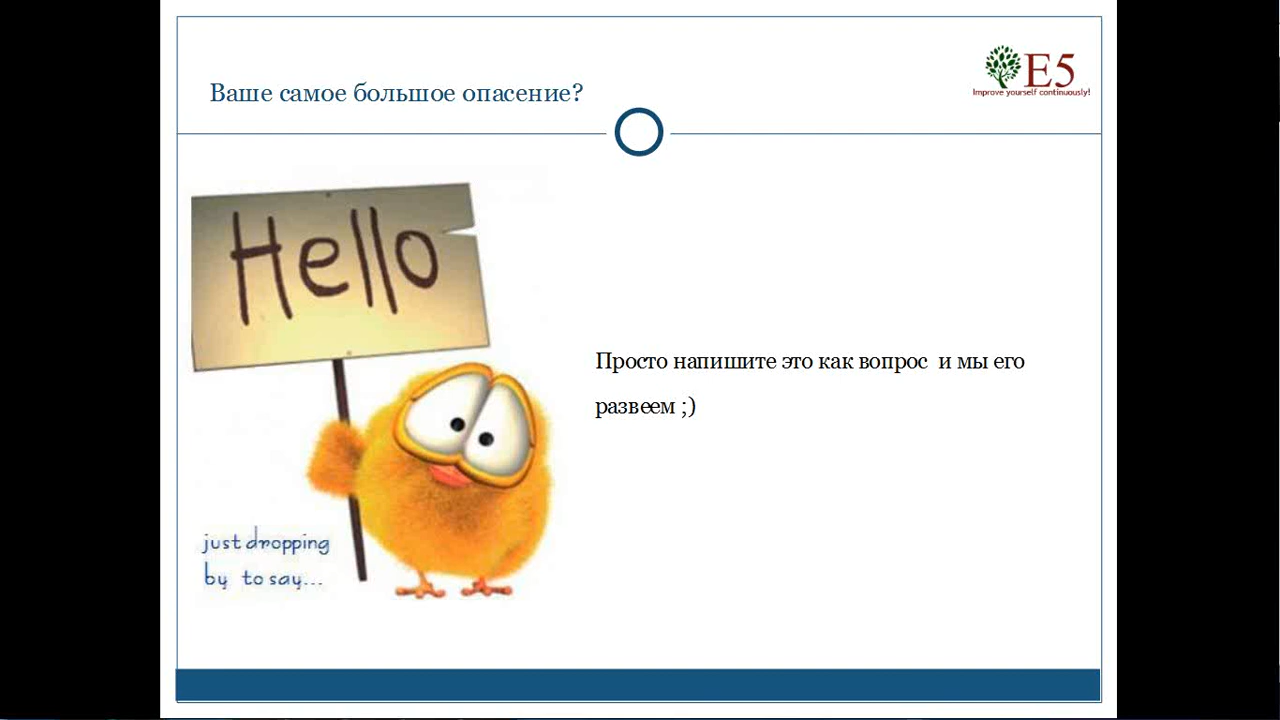 Ваше самое большое опасение?
E5
Improve yourself continuously!
Hello
Просто напишите это как вопрос и мы его
развеем ;)
just dropping
by to say...